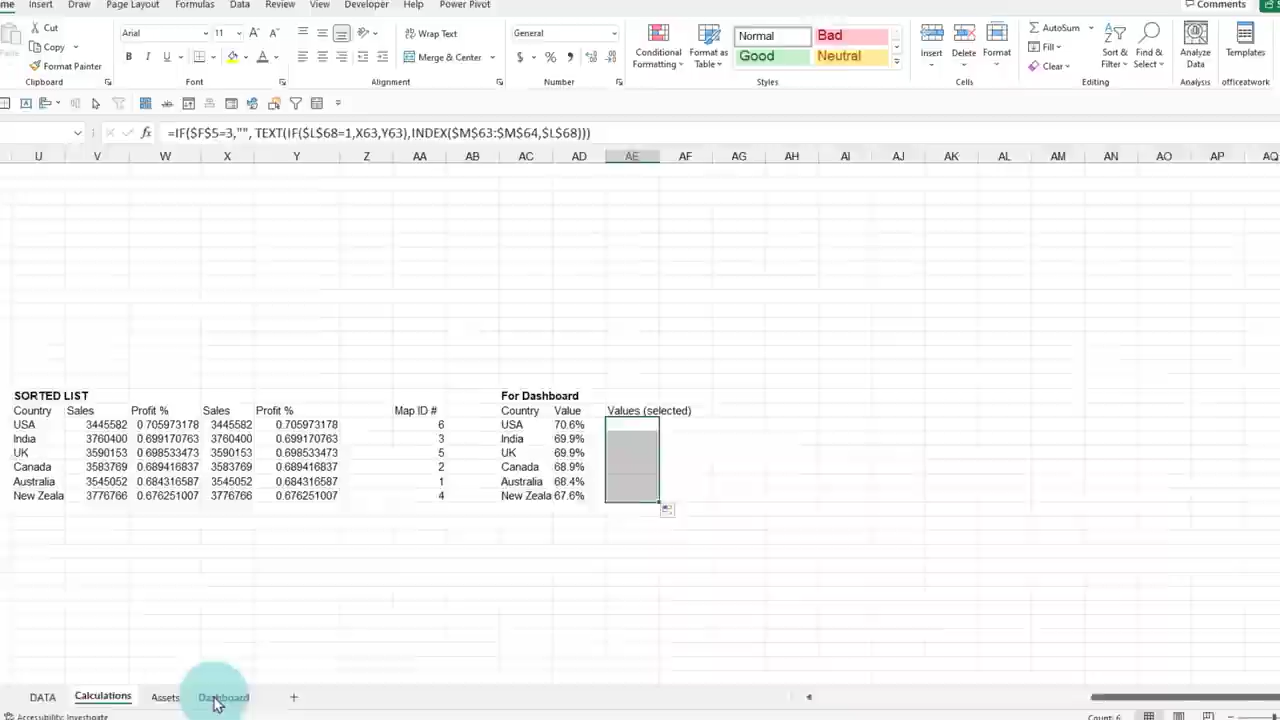 me Insert Draw Page Layout Formulas Data Review View Developer Help Power Pivot Comments
Cut
Copy
Format Painter
Clipboard
Arial 11 A A
B I U A
Font
Wrap Text
Merge & Center
Alignment
General
$ % ,
Number
Conditional Formatting
Format as Table
Normal Bad
Good Neutral
Styles
Insert Delete Format
Cells
AutoSum
Fill
Clear
Sort & Filter
Find & Select
Editing
Analyze Data
Analysis
Templates
officeatwork
fx =IF($F$5=3,"", TEXT(IF($L$68=1,X63,Y63),INDEX($M$63:$M$64,$L$68)))
U V W X Y Z AA AB AC AD AE AF AG AH AI AJ AK AL AM AN AO AP AQ
SORTED LIST For Dashboard
Country Sales Profit % Sales Profit % Map ID # Country Value Values (selected)
USA 3445582 0.705973178 3445582 0.705973178 6 USA 70.6%
India 3760400 0.699170763 3760400 0.699170763 3 India 69.9%
UK 3590153 0.698533473 3590153 0.698533473 5 UK 69.9%
Canada 3583769 0.689416837 3583769 0.689416837 2 Canada 68.9%
Australia 3545052 0.684316587 3545052 0.684316587 1 Australia 68.4%
New Zeala 3776766 0.676251007 3776766 0.676251007 4 New Zeala 67.6%
DATA Calculations Assets Dashboard +
Accessibility: Investigate Count: 6